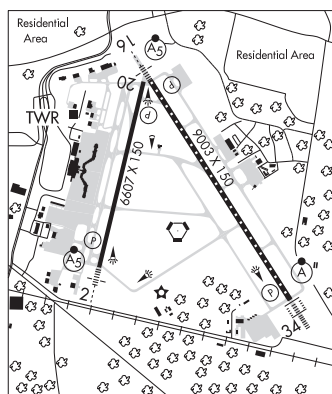 Residential
Area
16
A5
20
P
Residential Area
TWR
P
6607 X 150
9003 X 150
P
A5
A
P
2
34